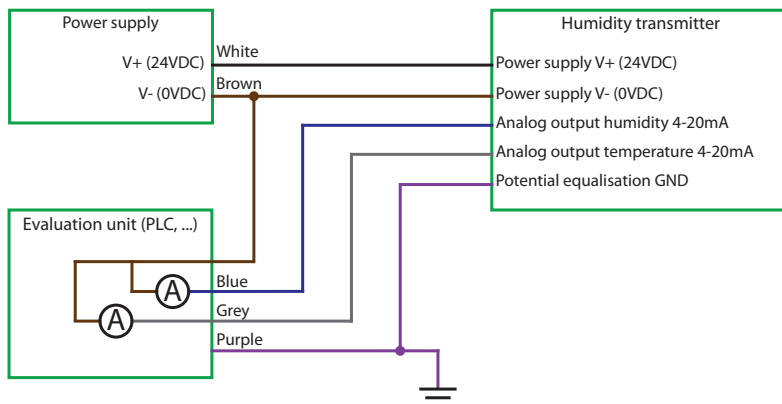 Power supply
V+ (24VDC)
V- (0VDC)
White
Brown
Humidity transmitter
Power supply V+ (24VDC)
Power supply V- (0VDC)
Analog output humidity 4-20mA
Analog output temperature 4-20mA
Potential equalisation GND
Evaluation unit (PLC, ...)
A
Blue
A
Grey
Purple